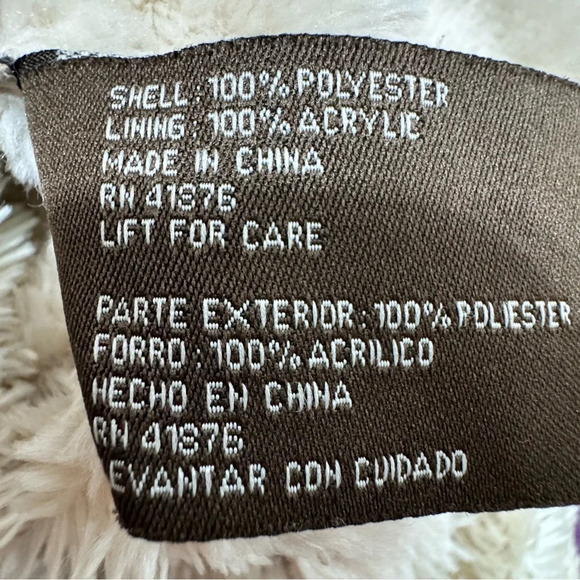 SHELL: 100% POLYESTER
LINING: 100% ACRYLIC
MADE IN CHINA
RN 41876
LIFT FOR CARE
PARTE EXTERIOR: 100% POLIESTER
FORRO: 100% ACRILICO
HECHO EN CHINA
RN 41876
LEVANTAR CON CUIDADO